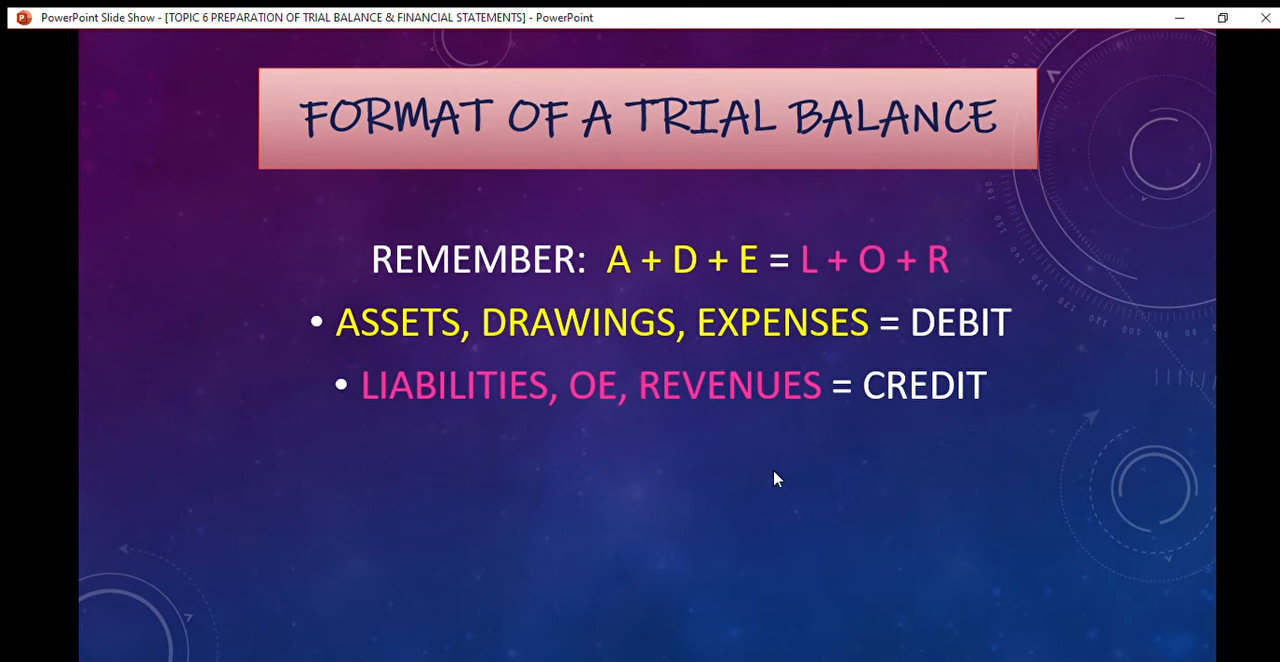 PowerPoint Slide Show - [TOPIC 6 PREPARATION OF TRIAL BALANCE & FINANCIAL STATEMENTS] - PowerPoint
FORMAT OF A TRIAL BALANCE
REMEMBER: A + D + E = L + O + R
• ASSETS, DRAWINGS, EXPENSES = DEBIT
• LIABILITIES, OE, REVENUES = CREDIT